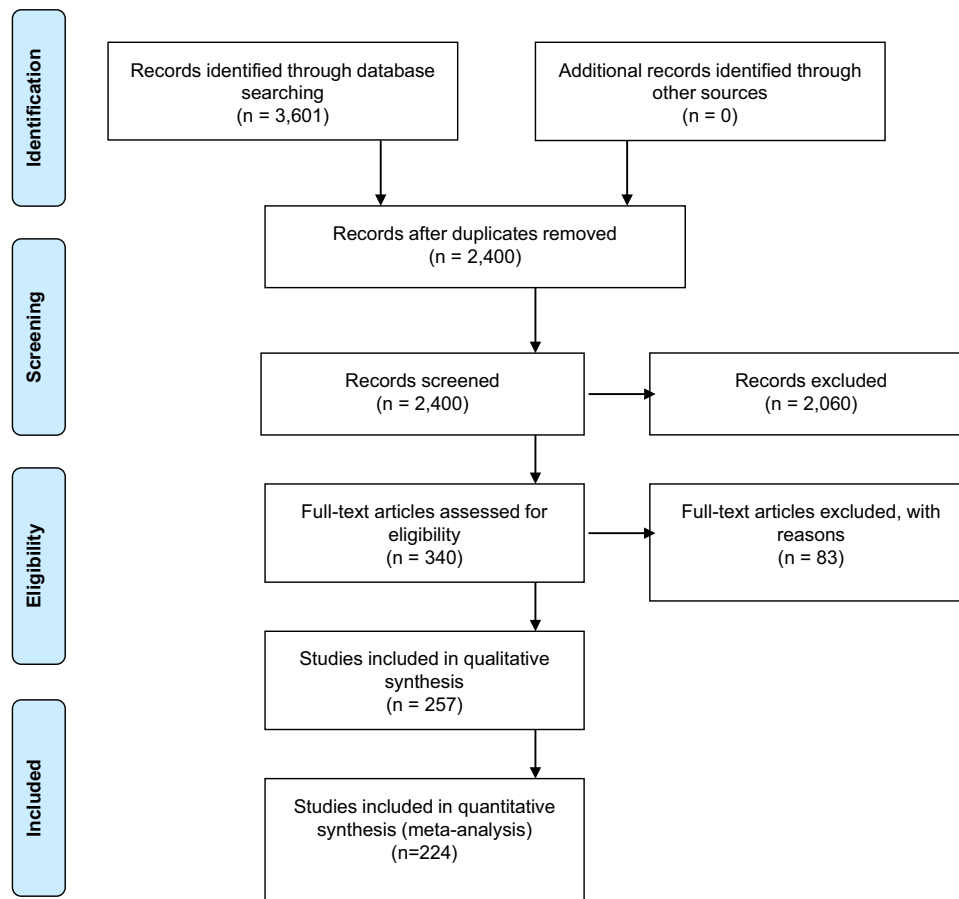 Identification
Records identified through database
searching
(n = 3,601)
Additional records identified through
other sources
(n = 0)
Records after duplicates removed
(n = 2,400)
Screening
Records screened
(n = 2,400)
Records excluded
(n = 2,060)
Eligibility
Full-text articles assessed for
eligibility
(n = 340)
Full-text articles excluded, with
reasons
(n = 83)
Studies included in qualitative
synthesis
(n = 257)
Included
Studies included in quantitative
synthesis (meta-analysis)
(n=224)